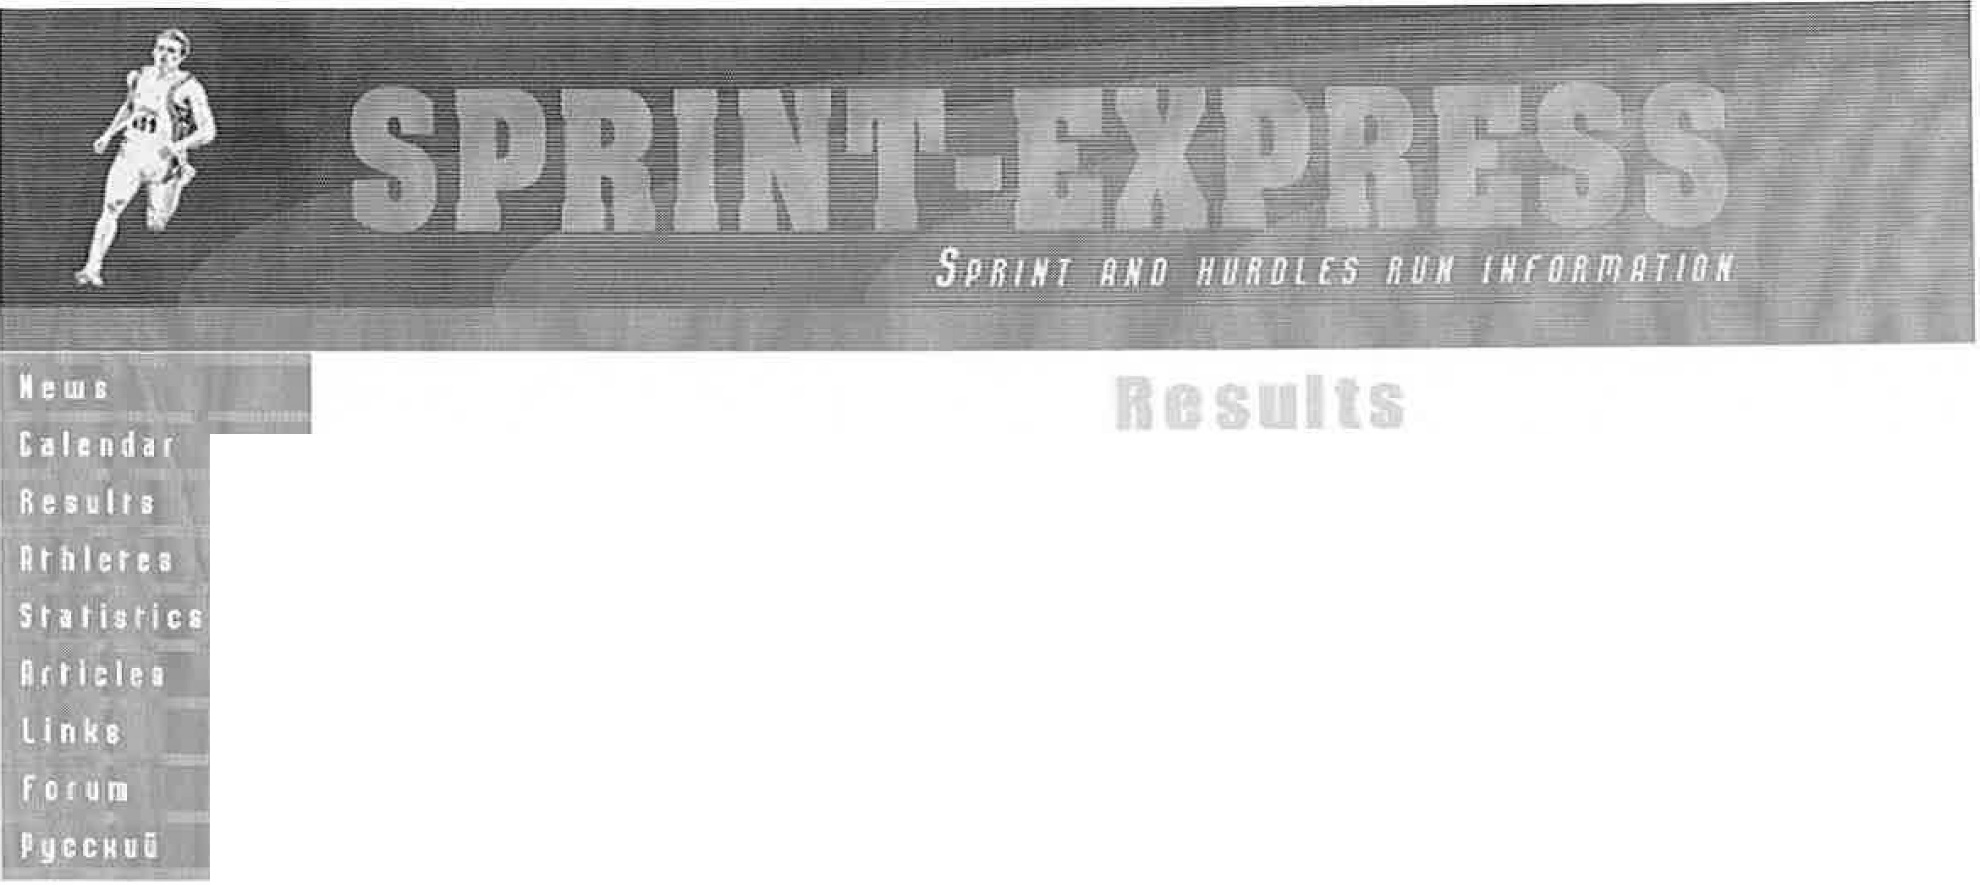 SPRINT-EXPRESS
SPRINT AND HURDLES RUN INFORMATION
News
Results
Calendar
Results
Athletes
Statistics
Articles
Links
Forum
Русский